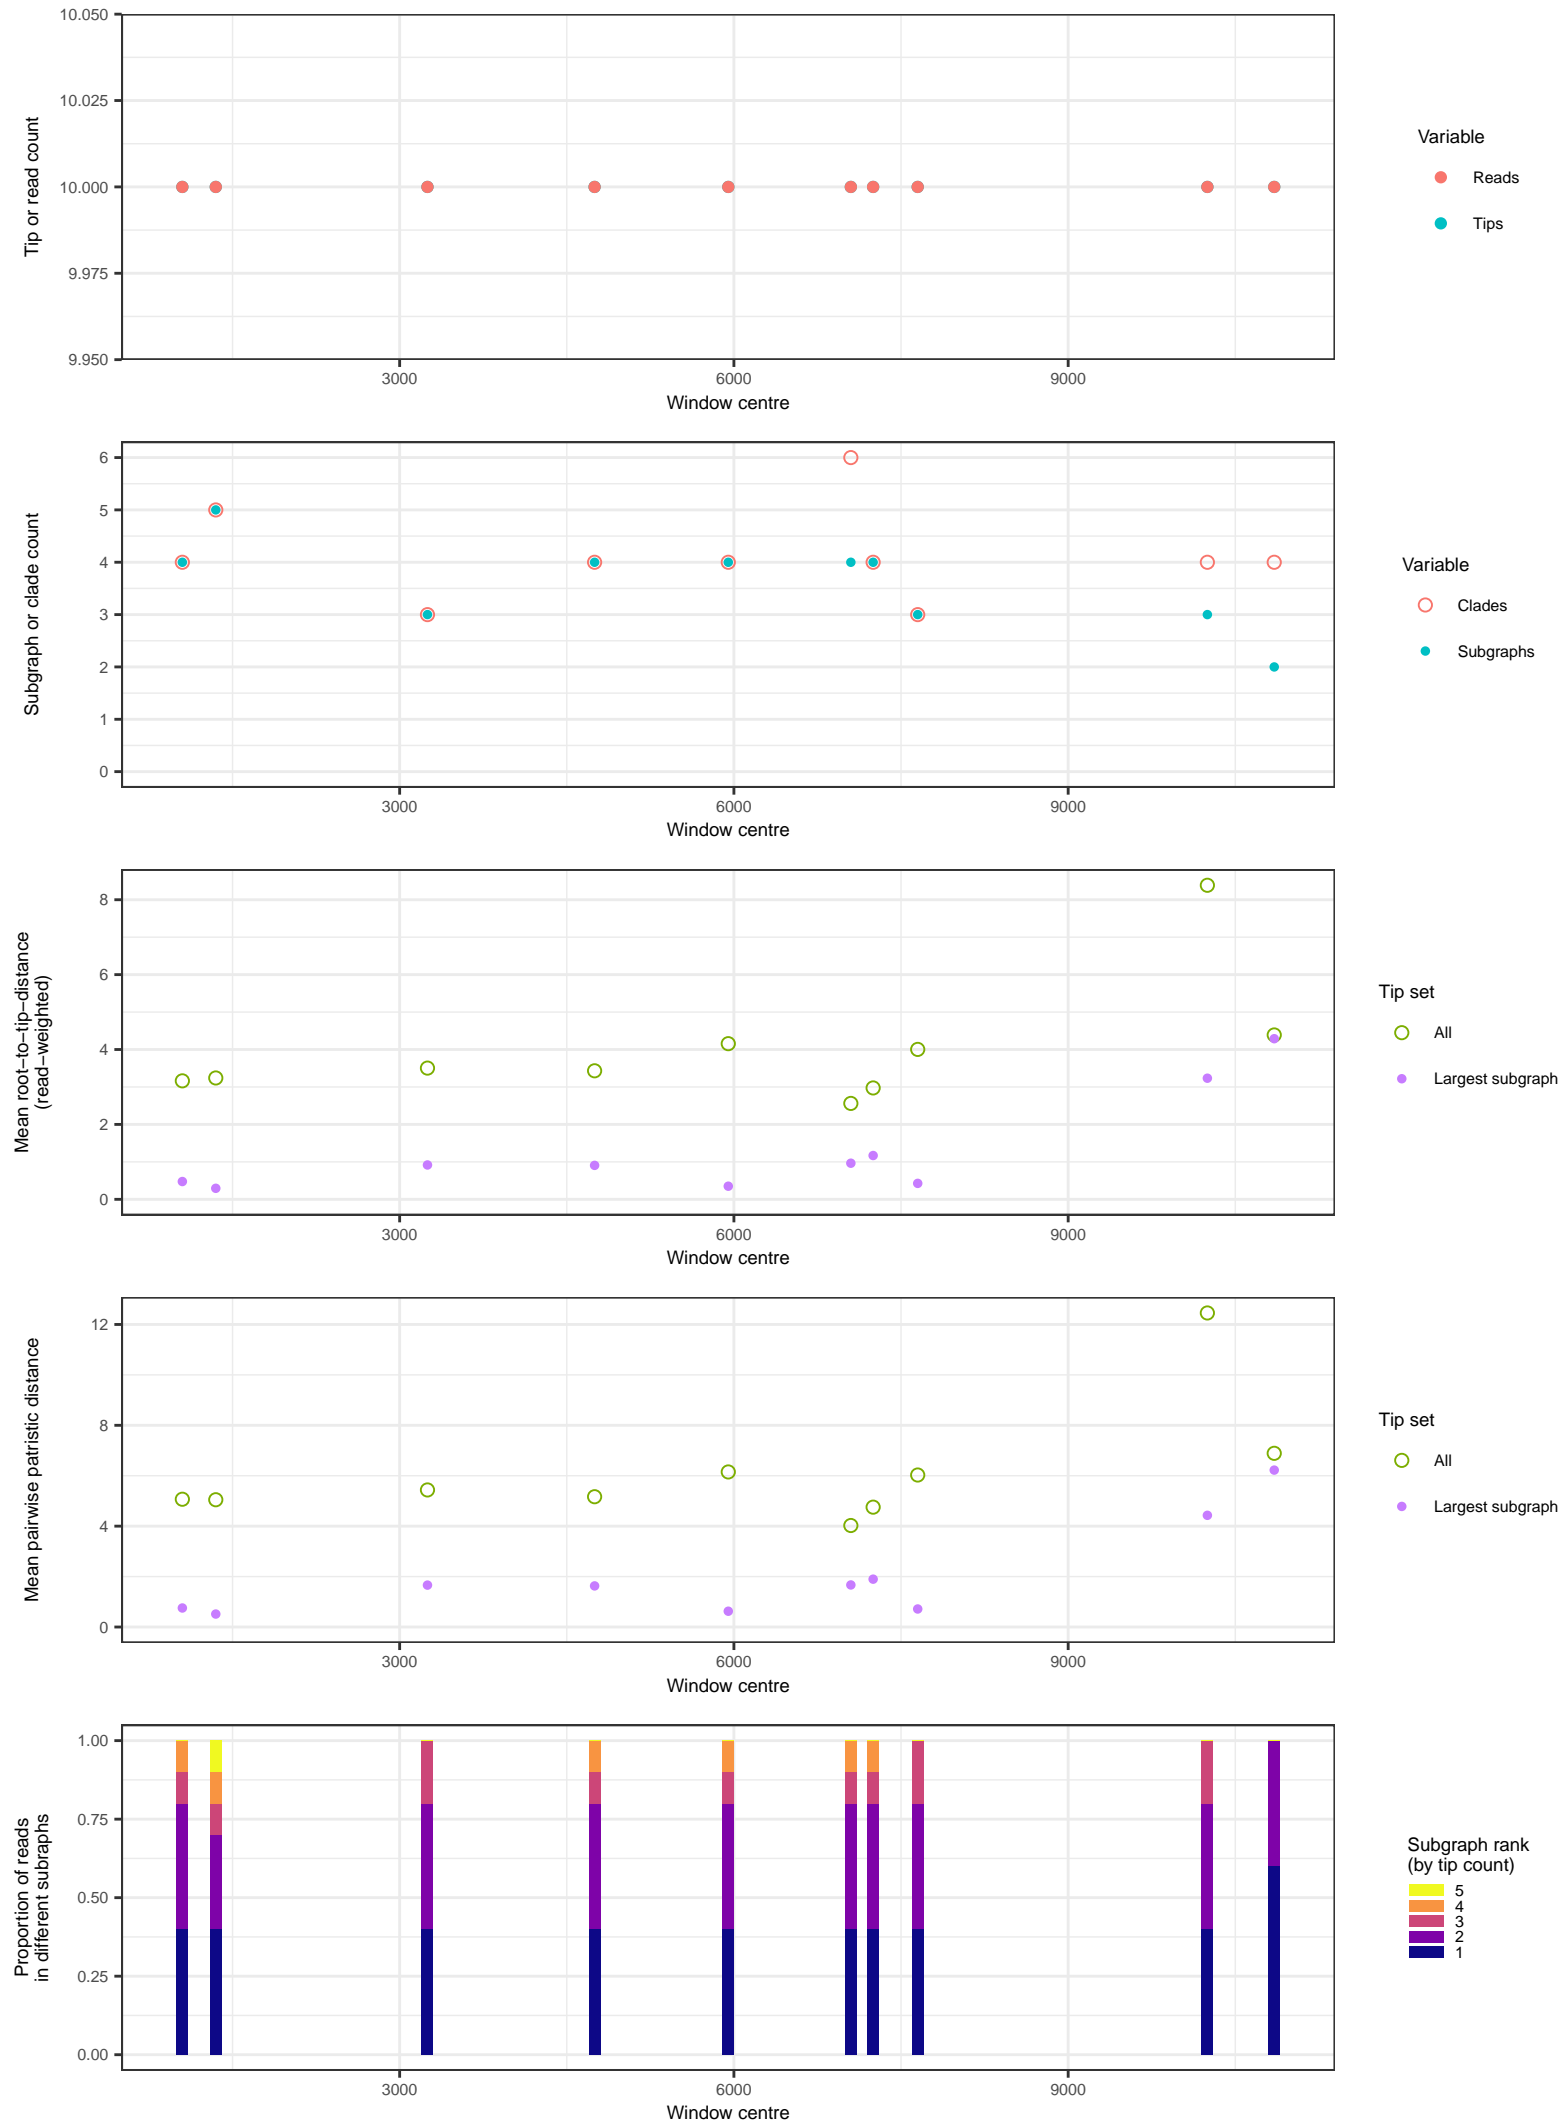 10.050
10.025
10.000
9.975
9.950
Tip or read count
3000 6000 9000
Window centre
Variable
Reads
Tips
6
5
4
3
2
1
0
Subgraph or clade count
3000 6000 9000
Window centre
Variable
Clades
Subgraphs
8
6
4
2
0
Mean root−to−tip−distance
(read−weighted)
3000 6000 9000
Window centre
Tip set
All
Largest subgraph
12
8
4
0
Mean pairwise patristic distance
3000 6000 9000
Window centre
Tip set
All
Largest subgraph
1.00
0.75
0.50
0.25
0.00
Proportion of reads
in different subraphs
3000 6000 9000
Window centre
Subgraph rank
(by tip count)
5
4
3
2
1